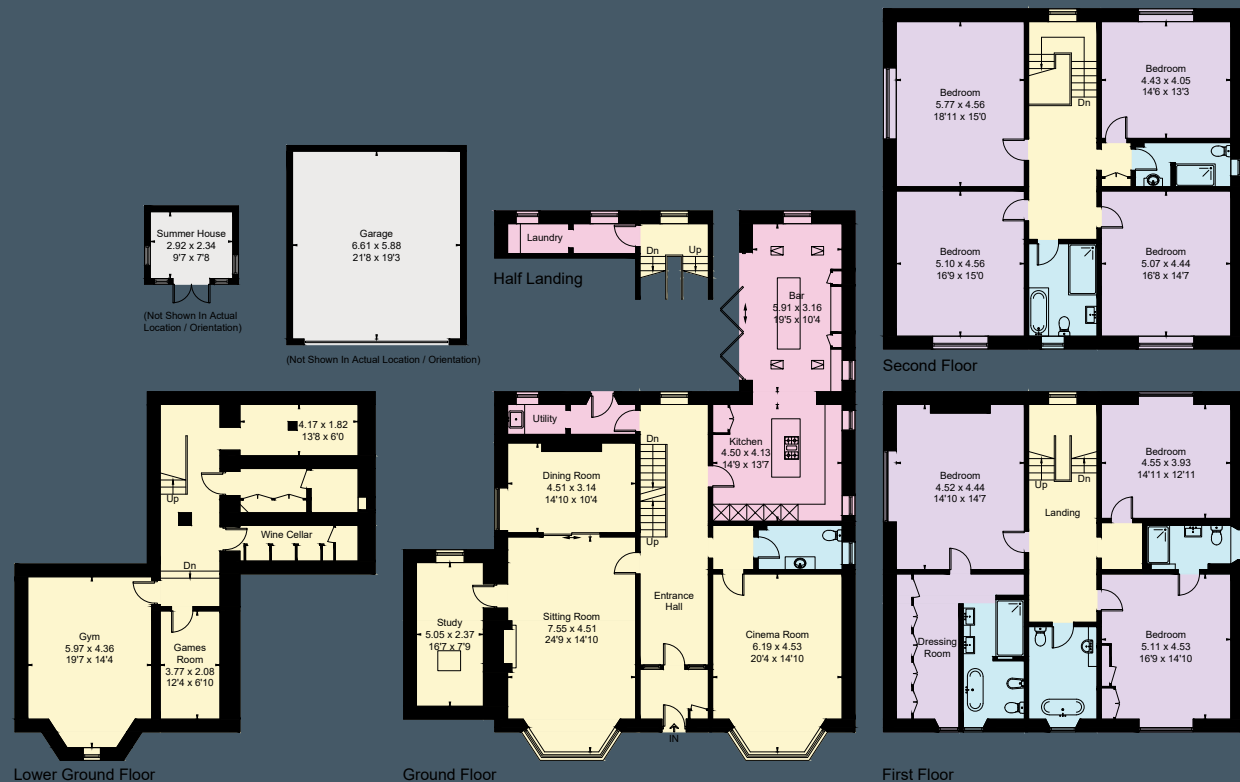 Bedroom
5.77 x 4.56
18'11 x 15'0
Dn
Bedroom
4.43 x 4.05
14'6 x 13'3
Bedroom
5.10 x 4.56
16'9 x 15'0
Bedroom
5.07 x 4.44
16'8 x 14'7
Second Floor
Summer House
2.92 x 2.34
9'7 x 7'8
(Not Shown In Actual
Location / Orientation)
Garage
6.61 x 5.88
21'8 x 19'3
(Not Shown In Actual Location / Orientation)
Laundry
Dn
Up
Half Landing
Bar
5.91 x 3.16
19'5 x 10'4
Utility
Dn
Kitchen
4.50 x 4.13
14'9 x 13'7
Dining Room
4.51 x 3.14
14'10 x 10'4
Up
Study
5.05 x 2.37
16'7 x 7'9
Sitting Room
7.55 x 4.51
24'9 x 14'10
Entrance
Hall
Cinema Room
6.19 x 4.53
20'4 x 14'10
IN
Ground Floor
4.17 x 1.82
13'8 x 6'0
Up
Wine Cellar
Dn
Gym
5.97 x 4.36
19'7 x 14'4
Games
Room
3.77 x 2.08
12'4 x 6'10
Lower Ground Floor
Bedroom
4.52 x 4.44
14'10 x 14'7
Up
Dn
Landing
Bedroom
4.55 x 3.93
14'11 x 12'11
Dressing
Room
Bedroom
5.11 x 4.53
16'9 x 14'10
First Floor